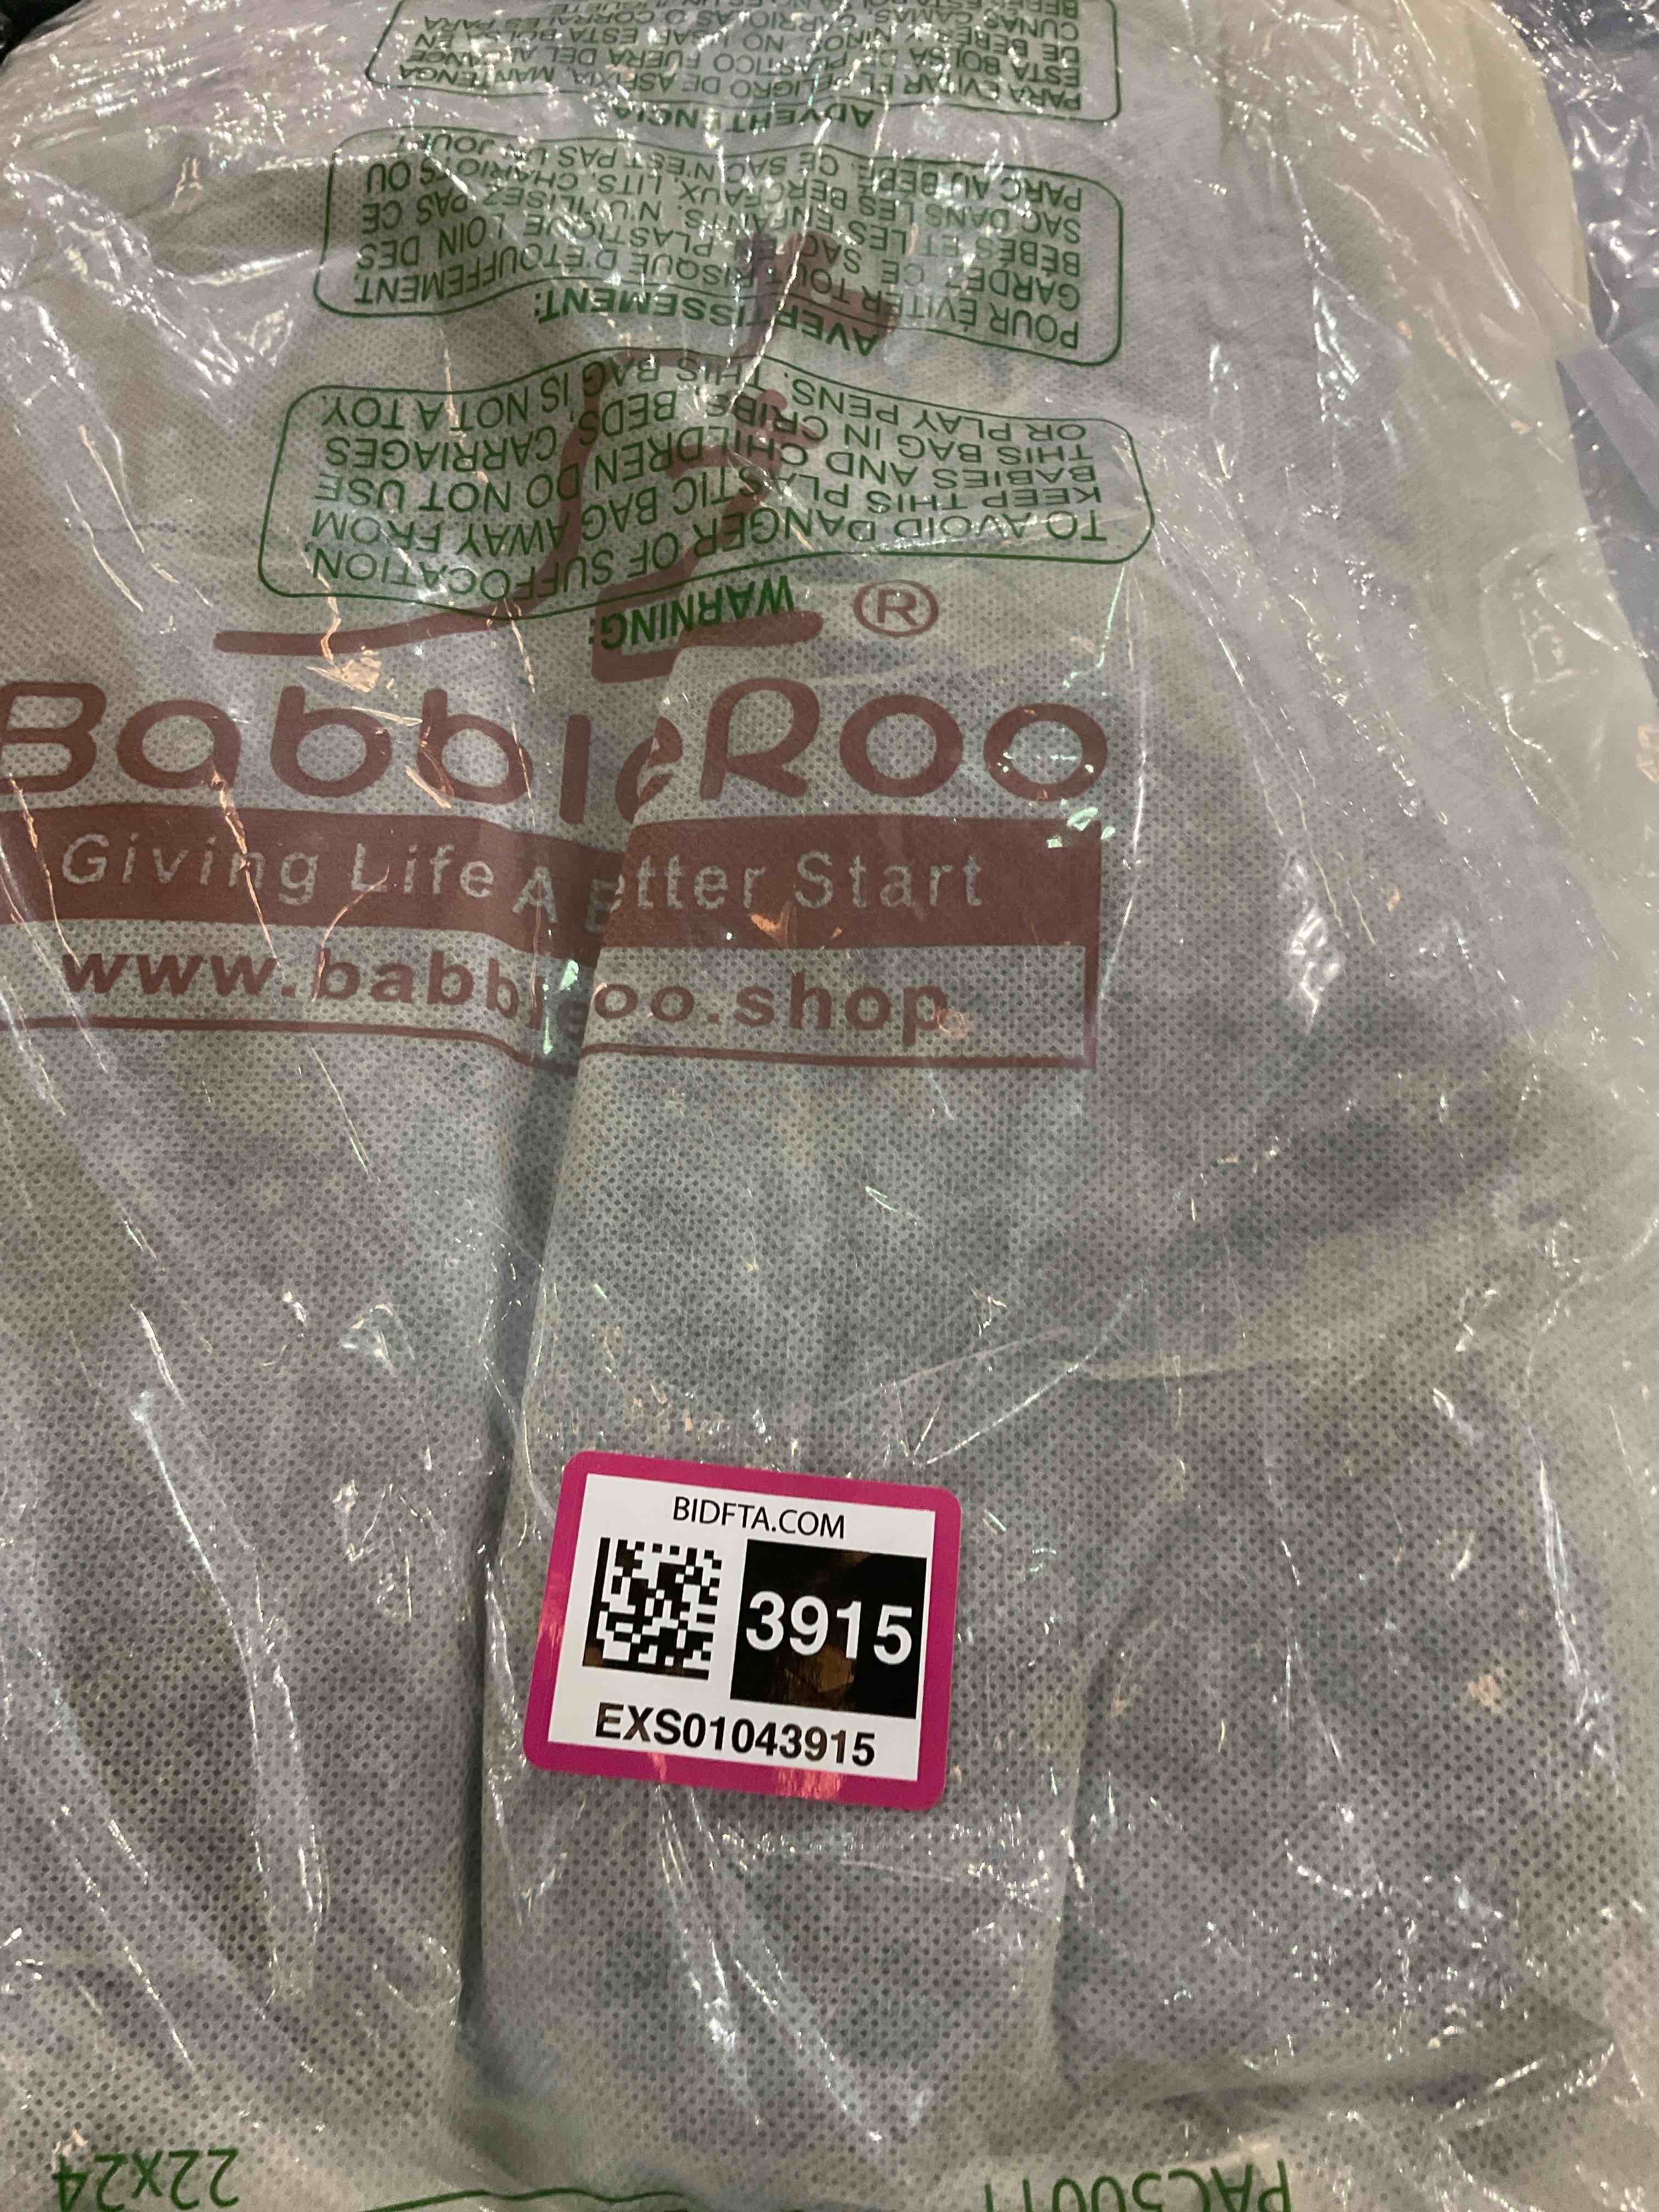 WARNING:
TO AVOID DANGER OF SUFFOCATION,
KEEP THIS PLASTIC BAG AWAY FROM
BABIES AND CHILDREN DO NOT USE
THIS BAG IN CRIBS, BEDS, CARRIAGES
OR PLAY PENS. THIS BAG IS NOT A TOY.
AVERTISSEMENT:
POUR ÉVITER TOUT RISQUE D'ETOUFFEMENT,
GARDEZ CE SAC EN PLASTIQUE LOIN DES
BÉBÉS ET LES ENFANTS. N'UTILISEZ PAS CE
SAC DANS LES BERCEAUX, LITS, CHARIOTS OU
PARC AU BEBE. CE SAC N'EST PAS UN JOUET
ADVERTENCIA:
PARA EVITAR EL PELIGRO DE ASFIXIA, MANTENGA
ESTA BOLSA DE PLASTICO FUERA DEL ALCANCE
DE BEBES Y NIÑOS. NO USAR ESTA BOLSA EN
CUNAS, CAMAS, CARRIOLAS O CORRALES PARA
®
BabbleRoo
Giving Life A Better Start
www.babbleroo.shop
BIDFTA.COM
3915
EXS01043915
22x24